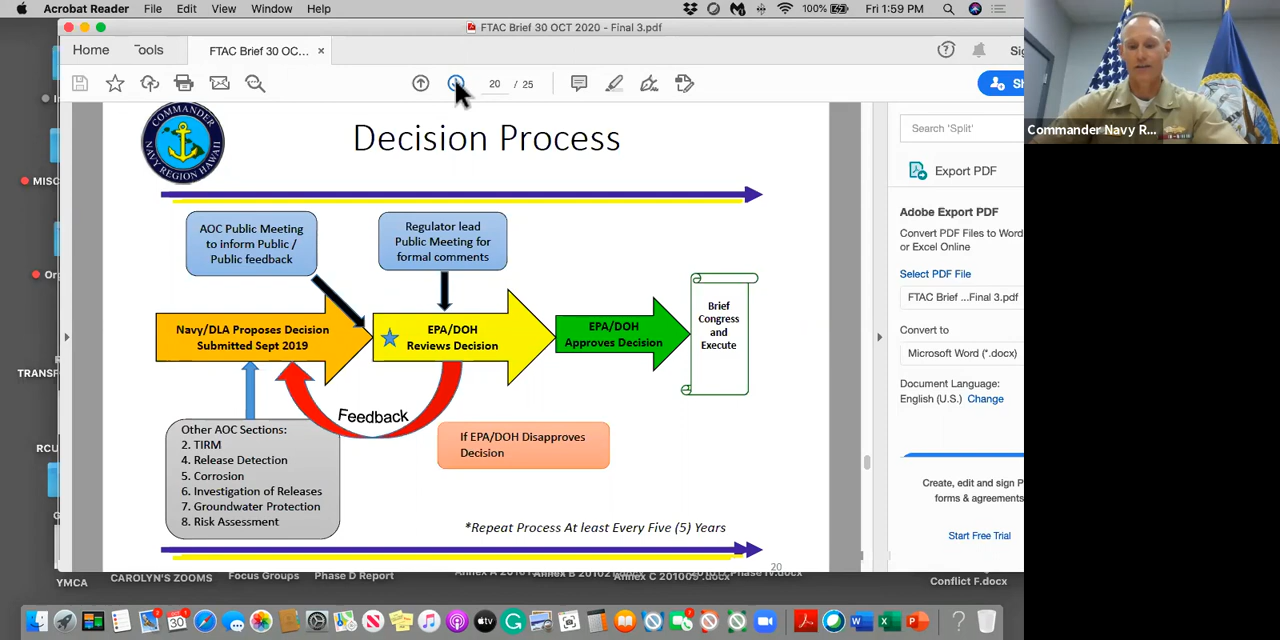 Acrobat Reader File Edit View Window Help 100% Fri 1:59 PM
FTAC Brief 30 OCT 2020 - Final 3.pdf
Home Tools FTAC Brief 30 OC... ×
20 / 25
COMMANDER
NAVY REGION HAWAII
Decision Process
AOC Public Meeting
to inform Public /
Public feedback
Regulator lead
Public Meeting for
formal comments
Navy/DLA Proposes Decision
Submitted Sept 2019
EPA/DOH
Reviews Decision
EPA/DOH
Approves Decision
Brief
Congress
and
Execute
Feedback
Other AOC Sections:
2. TIRM
4. Release Detection
5. Corrosion
6. Investigation of Releases
7. Groundwater Protection
8. Risk Assessment
If EPA/DOH Disapproves
Decision
*Repeat Process At least Every Five (5) Years
20
Search 'Split'
Export PDF
Adobe Export PDF
Convert PDF Files to Word
or Excel Online
Select PDF File
FTAC Brief ...Final 3.pdf
Convert to
Microsoft Word (*.docx)
Document Language:
English (U.S.) Change
Create, edit and sign P
forms & agreements
Start Free Trial
Commander Navy R...
MISC
Or
TRANSF
RCU
YMCA
CAROLYN'S ZOOMS
Focus Groups
Phase D Report
Conflict F.docx